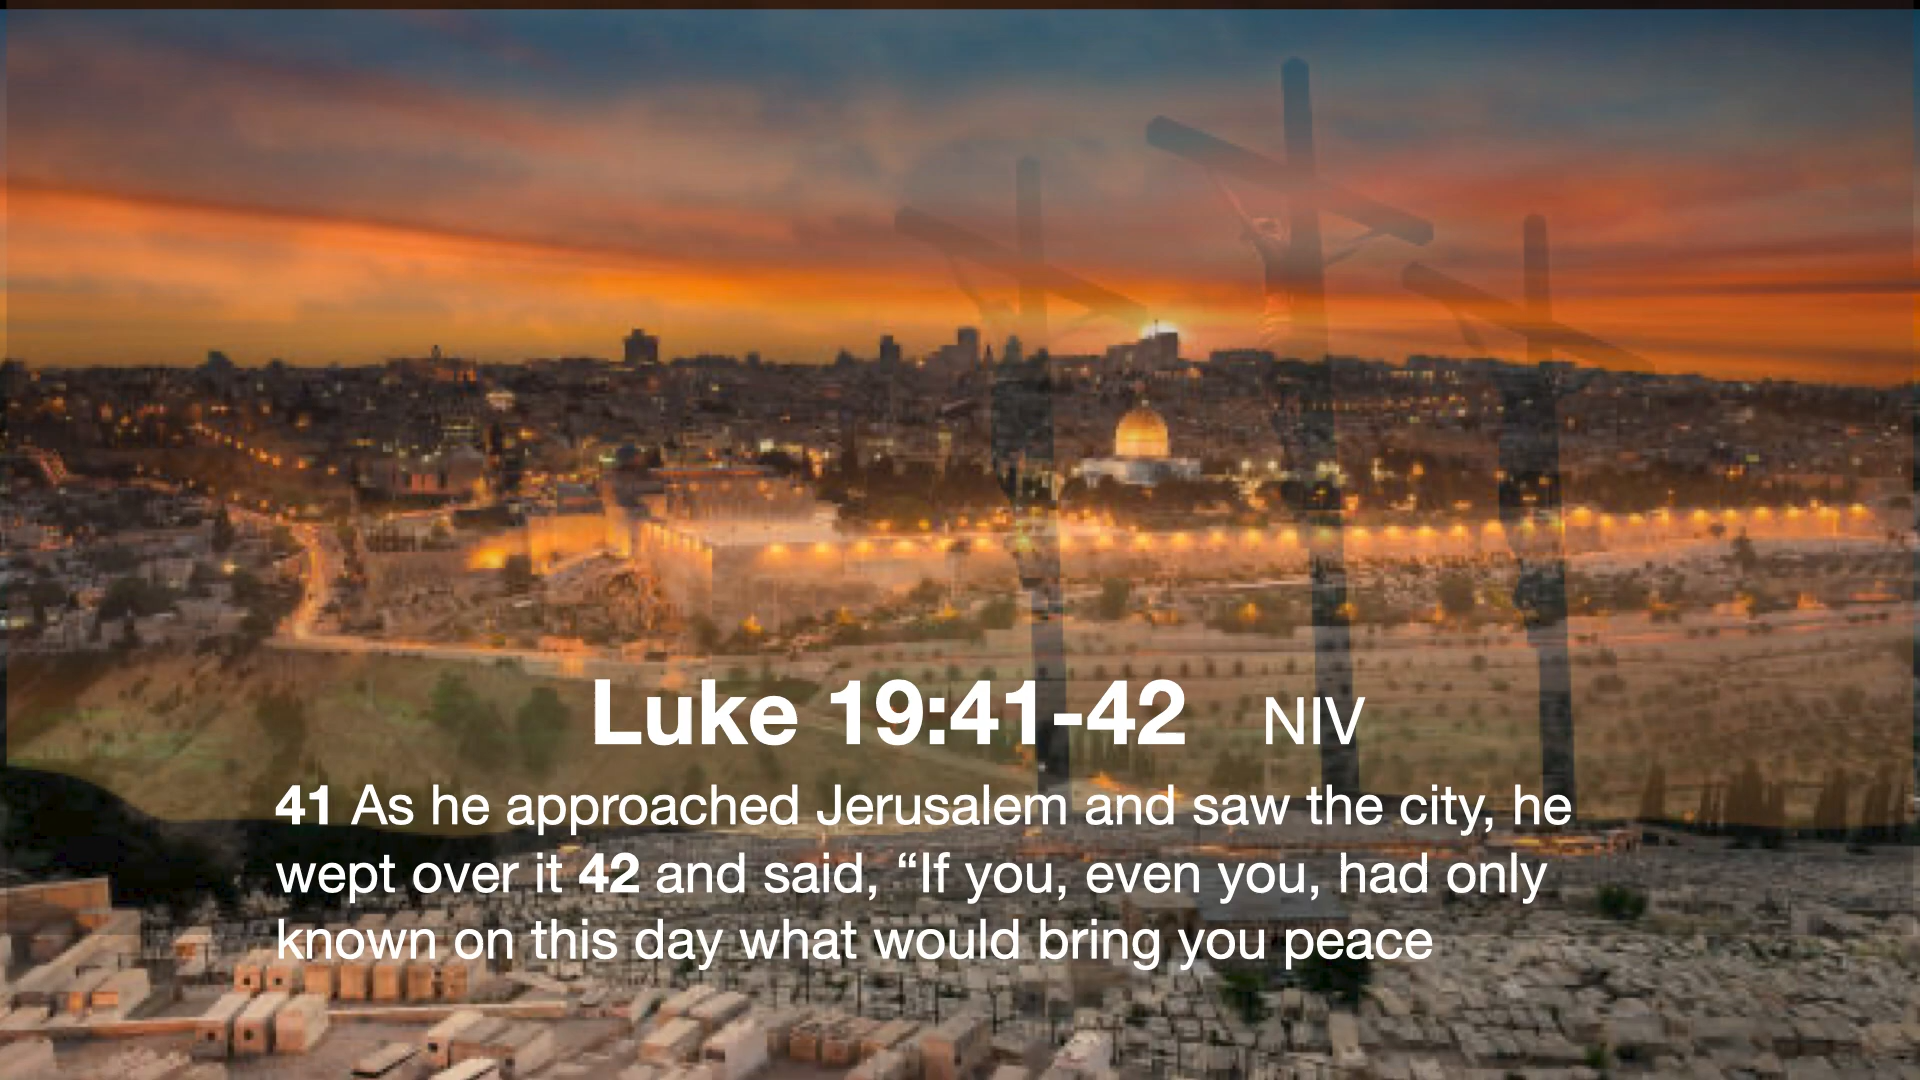 Luke 19:41-42 NIV
41 As he approached Jerusalem and saw the city, he
wept over it 42 and said, “If you, even you, had only
known on this day what would bring you peace